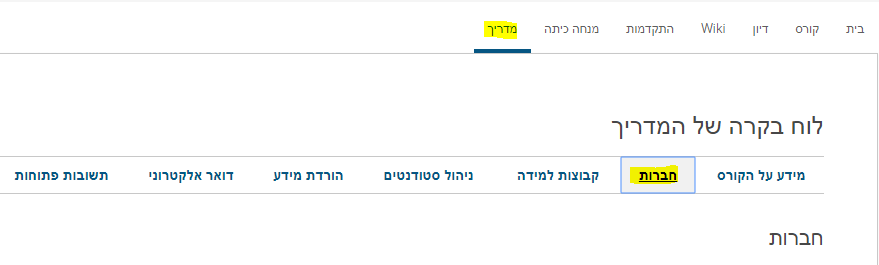 בית קורס דיון Wiki התקדמות מנחה כיתה מדריך
לוח בקרה של המדריך
מידע על הקורס חברות קבוצות למידה ניהול סטודנטים הורדת מידע דואר אלקטרוני תשובות פתוחות
חברות